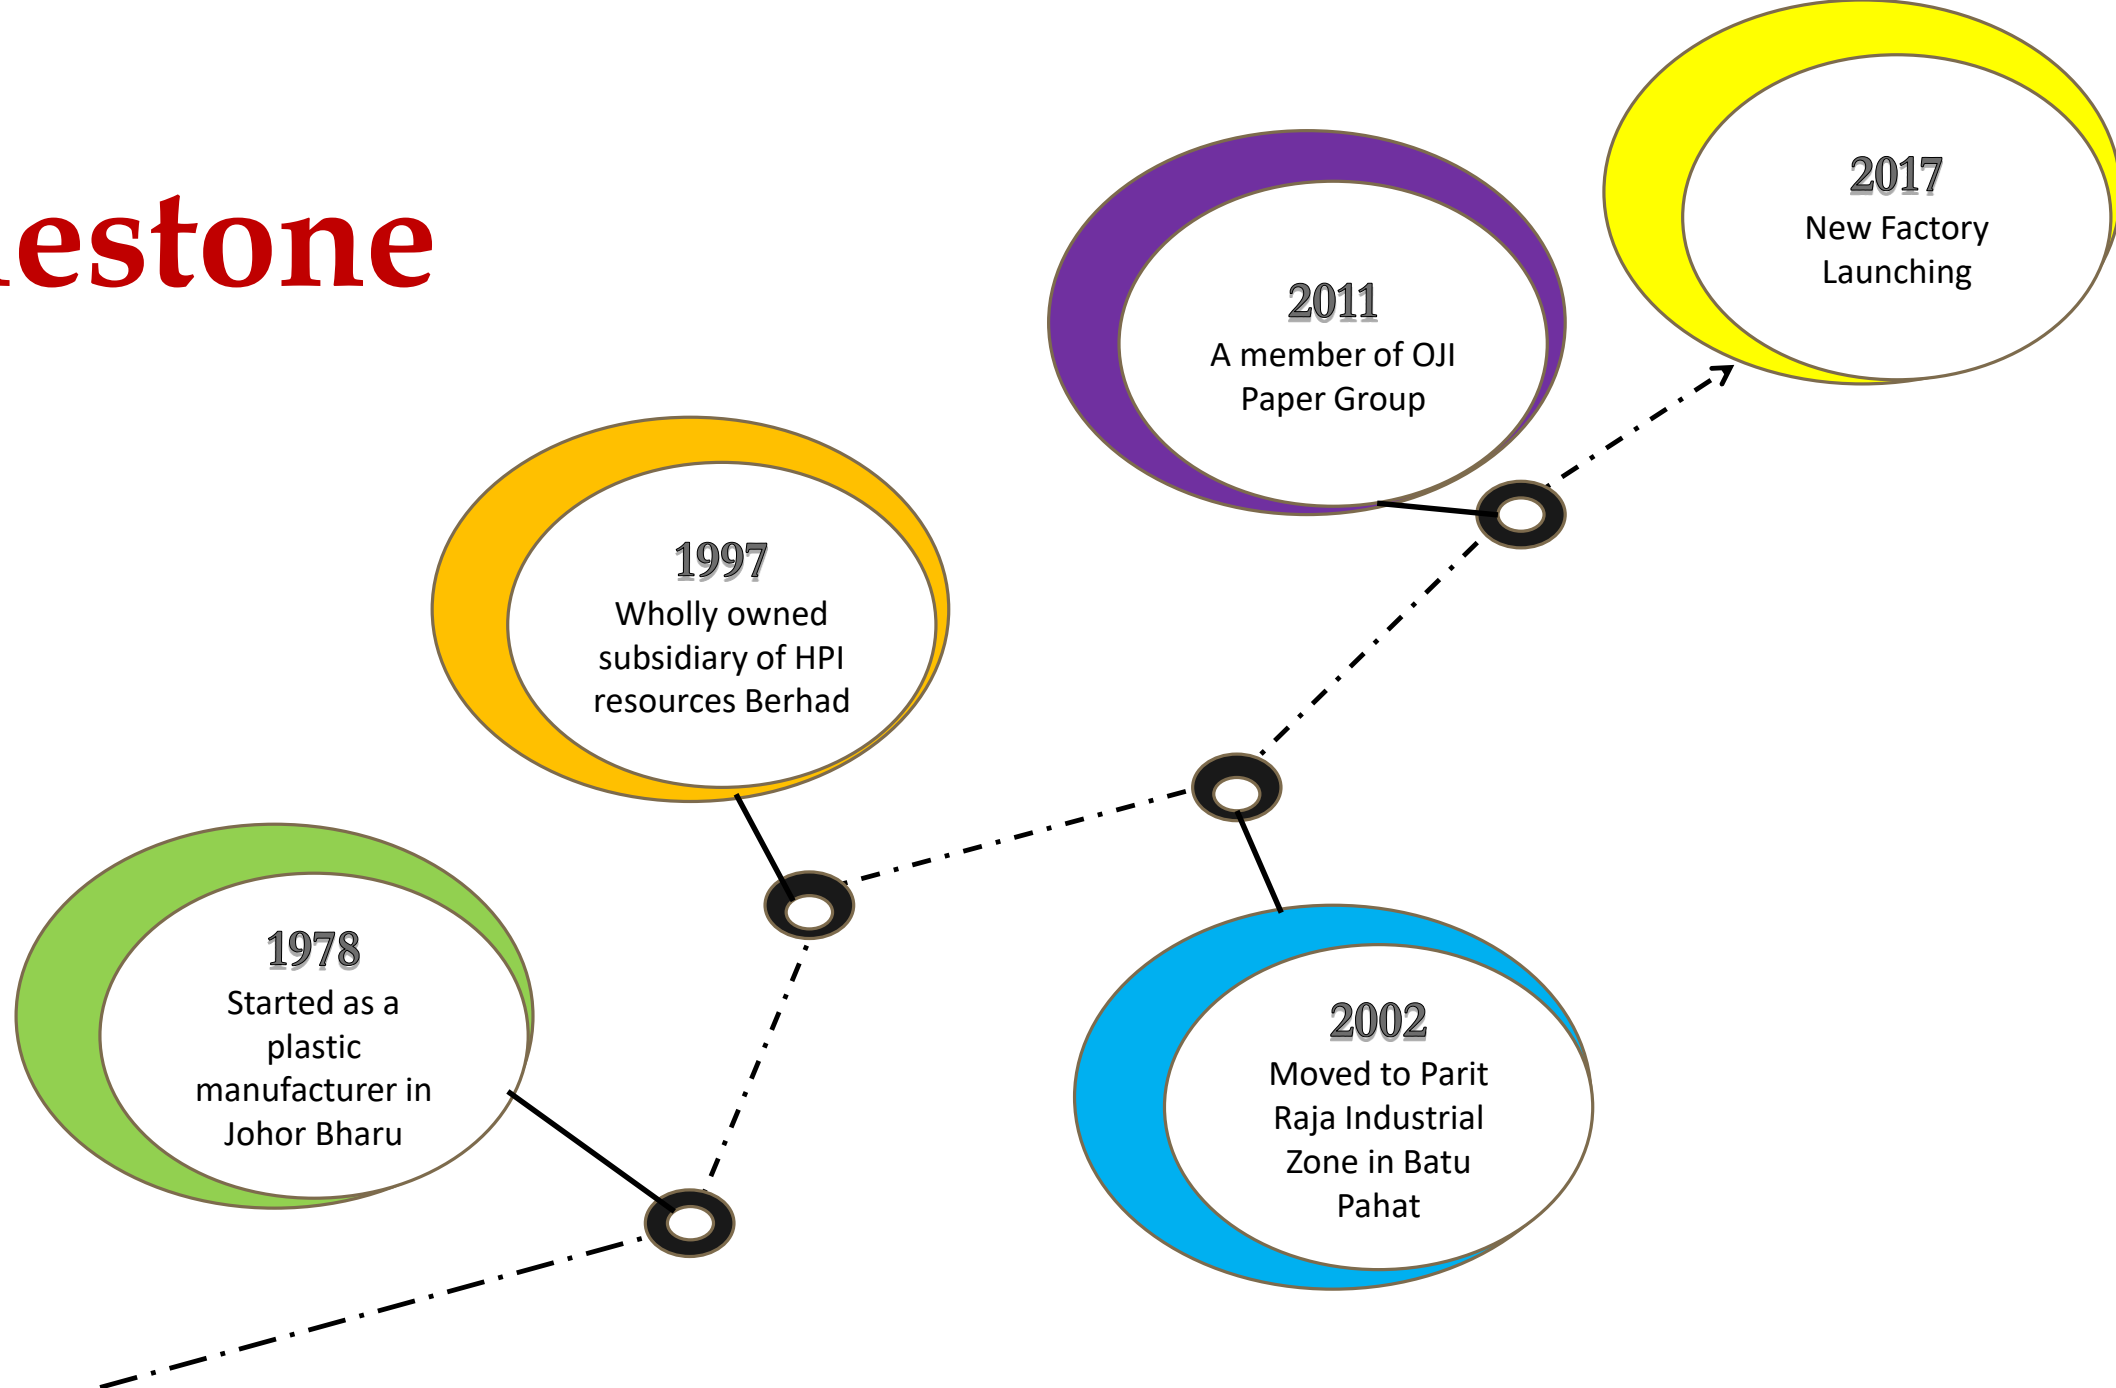 lestone
2017
New Factory
Launching
2011
A member of OJI
Paper Group
1997
Wholly owned
subsidiary of HPI
resources Berhad
1978
Started as a
plastic
manufacturer in
Johor Bharu
2002
Moved to Parit
Raja Industrial
Zone in Batu
Pahat